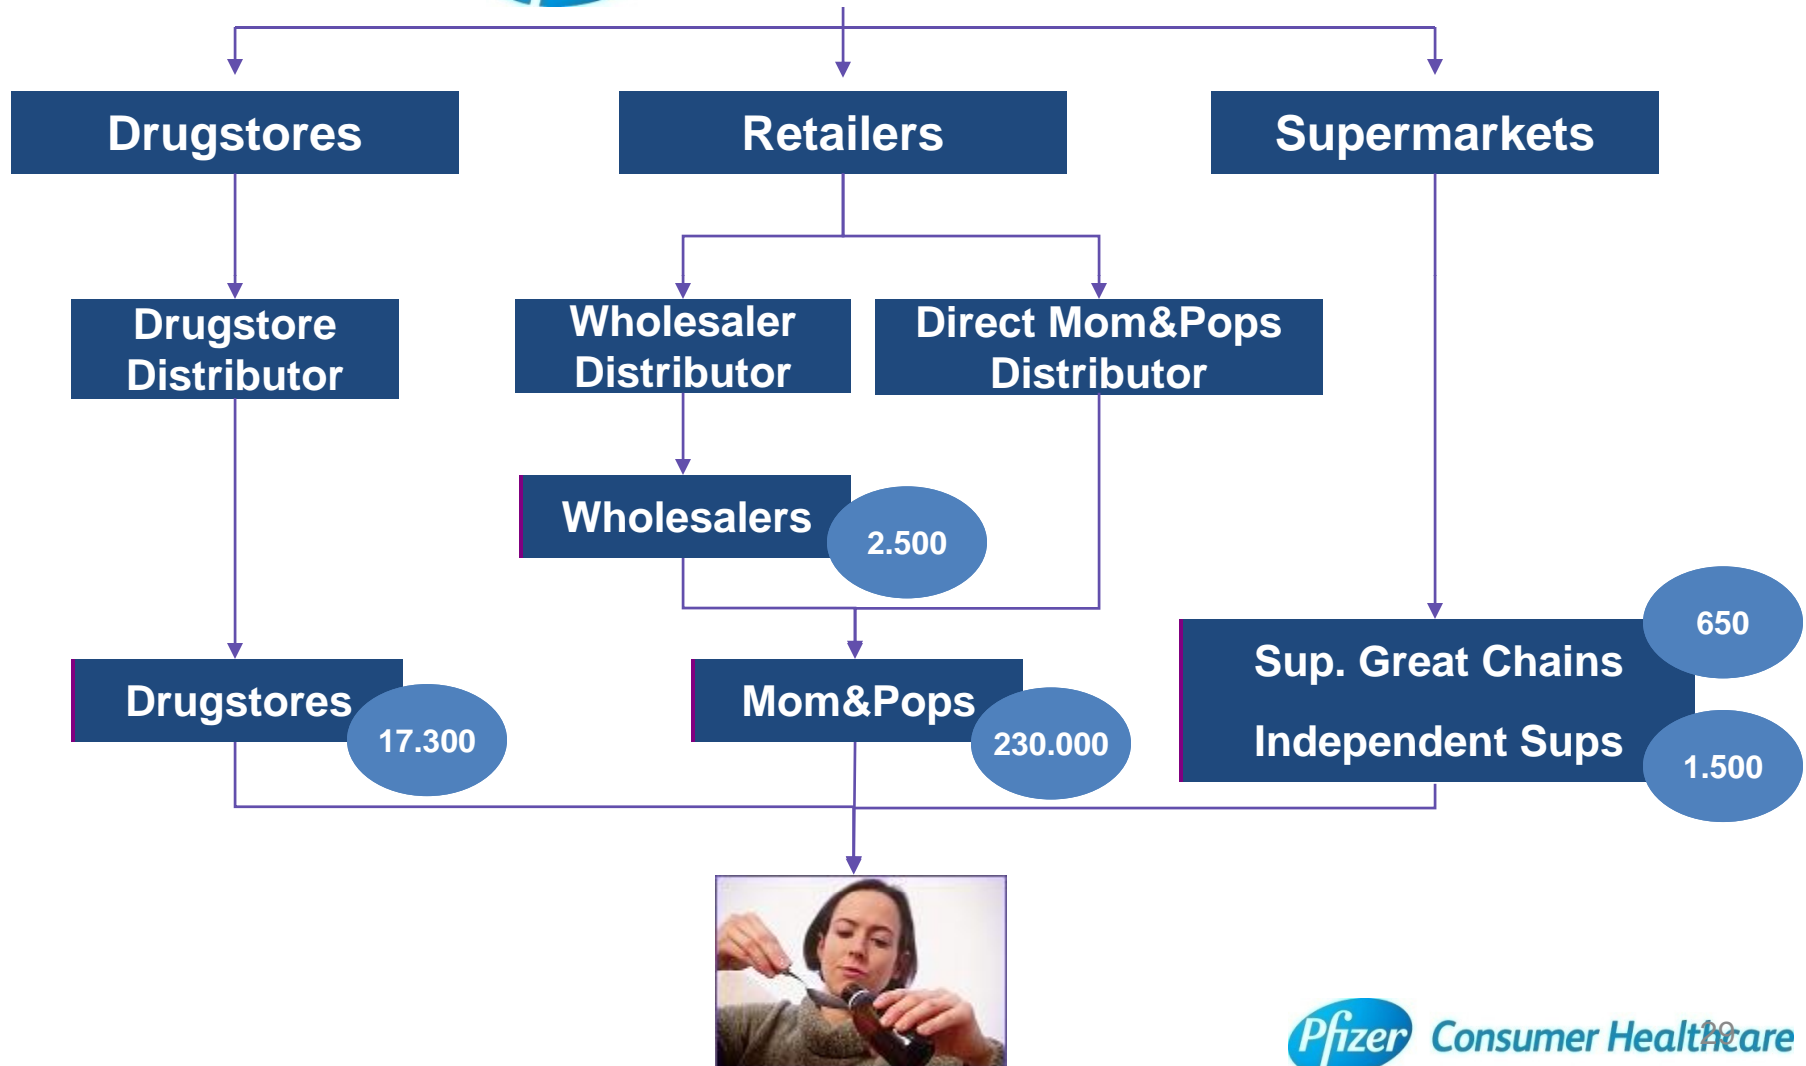 Drugstores
Retailers
Supermarkets
Drugstore
Distributor
Wholesaler
Distributor
Direct Mom&Pops
Distributor
Wholesalers
2.500
650
Sup. Great Chains
Drugstores
17.300
Mom&Pops
230.000
Independent Sups
1.500
Pfizer Consumer Healthcare
29